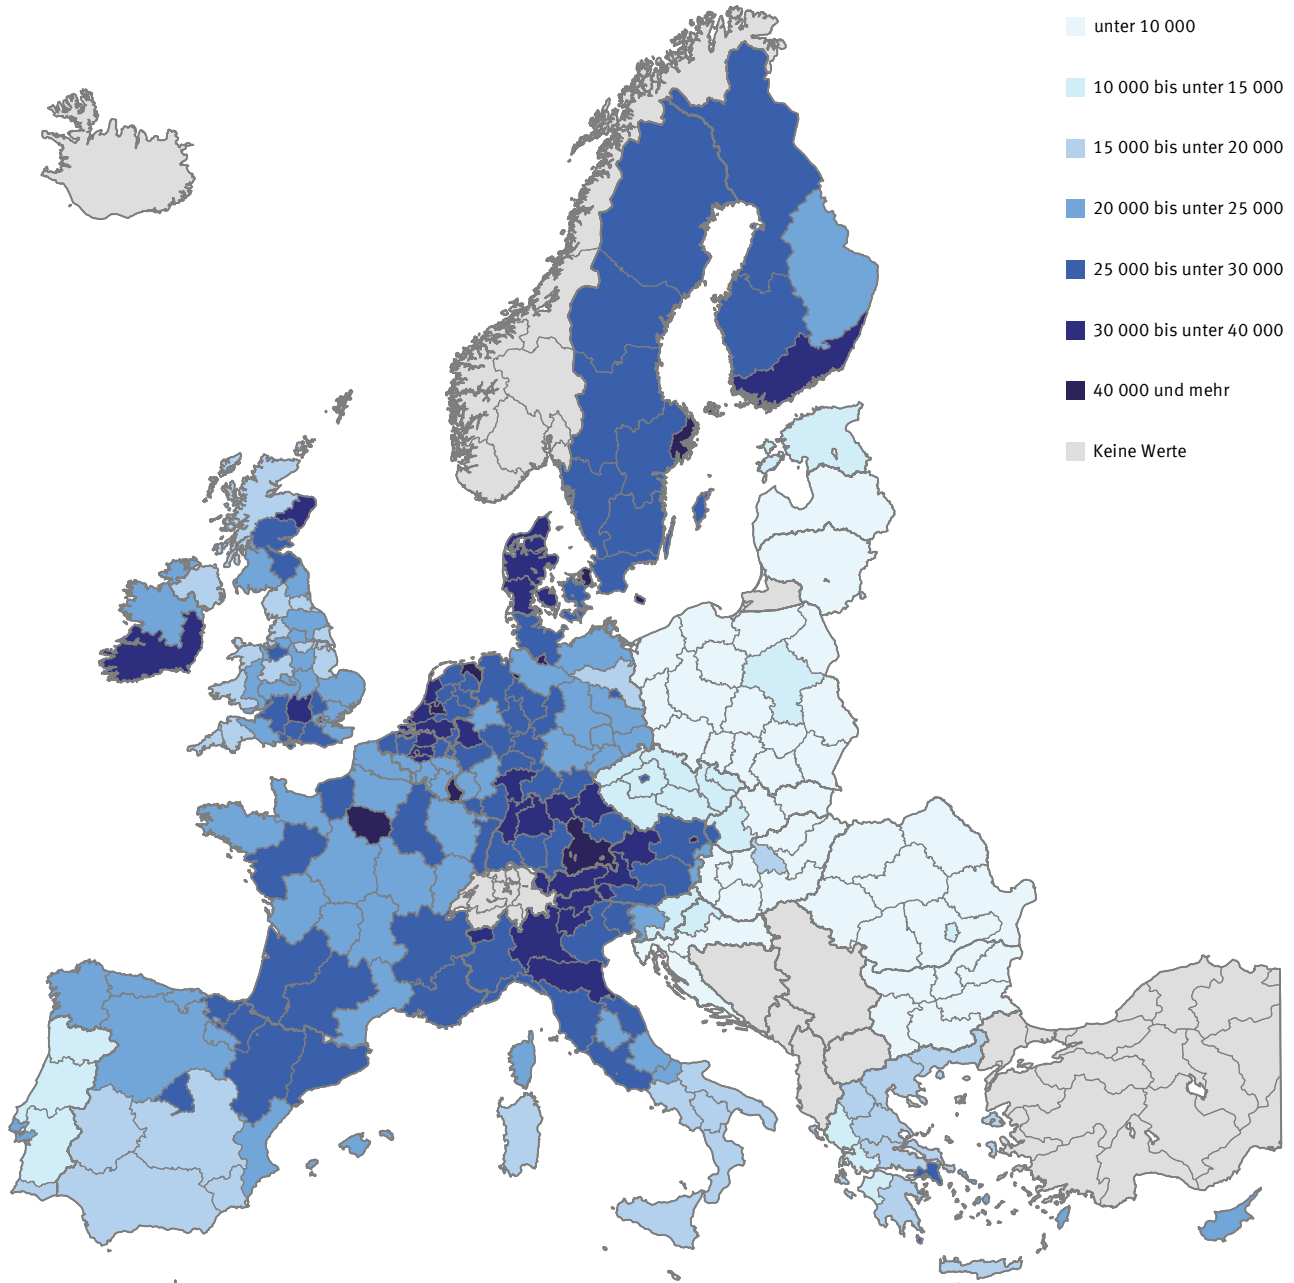 unter 10 000
10 000 bis unter 15 000
15 000 bis unter 20 000
20 000 bis unter 25 000
25 000 bis unter 30 000
30 000 bis unter 40 000
40 000 und mehr
Keine Werte